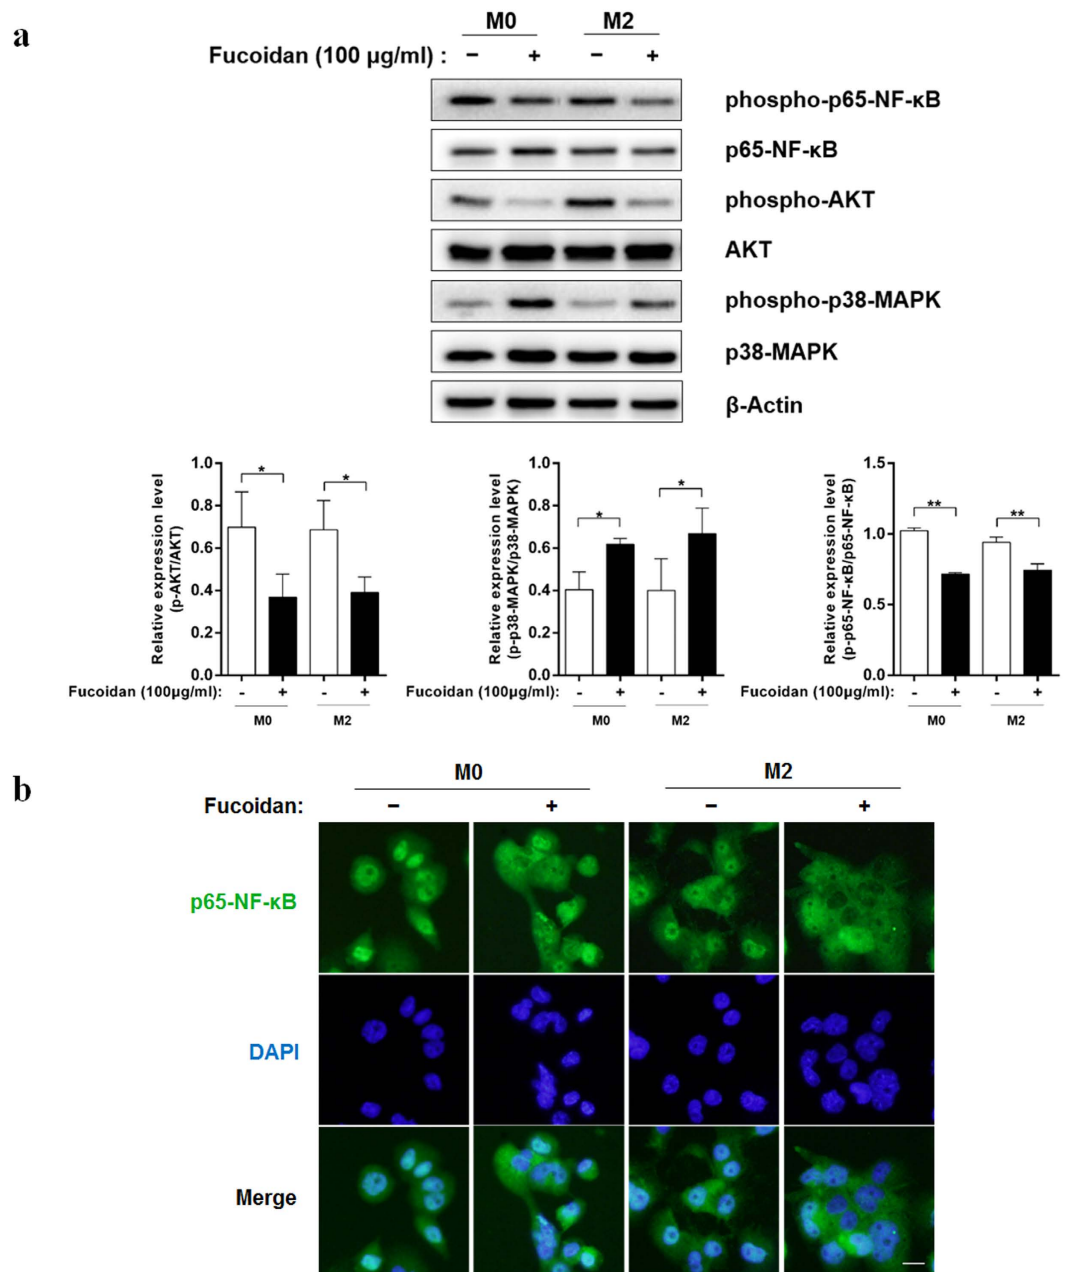 a
M0 M2
Fucoidan (100 µg/ml) : − + − +
phospho-p65-NF-κB
p65-NF-κB
phospho-AKT
AKT
phospho-p38-MAPK
p38-MAPK
β-Actin
Relative expression level
(p-AKT/AKT)
1.0
0.8
0.6
0.4
0.2
0.0
* *
Fucoidan (100µg/ml): - + - +
M0 M2
Relative expression level
(p-p38-MAPK/p38-MAPK)
1.0
0.8
0.6
0.4
0.2
0.0
* *
Fucoidan (100µg/ml): - + - +
M0 M2
Relative expression level
(p-p65-NF-κB/p65-NF-κB)
1.5
1.0
0.5
0.0
** **
Fucoidan (100µg/ml): - + - +
M0 M2
b
M0 M2
Fucoidan: − + − +
p65-NF-κB
DAPI
Merge